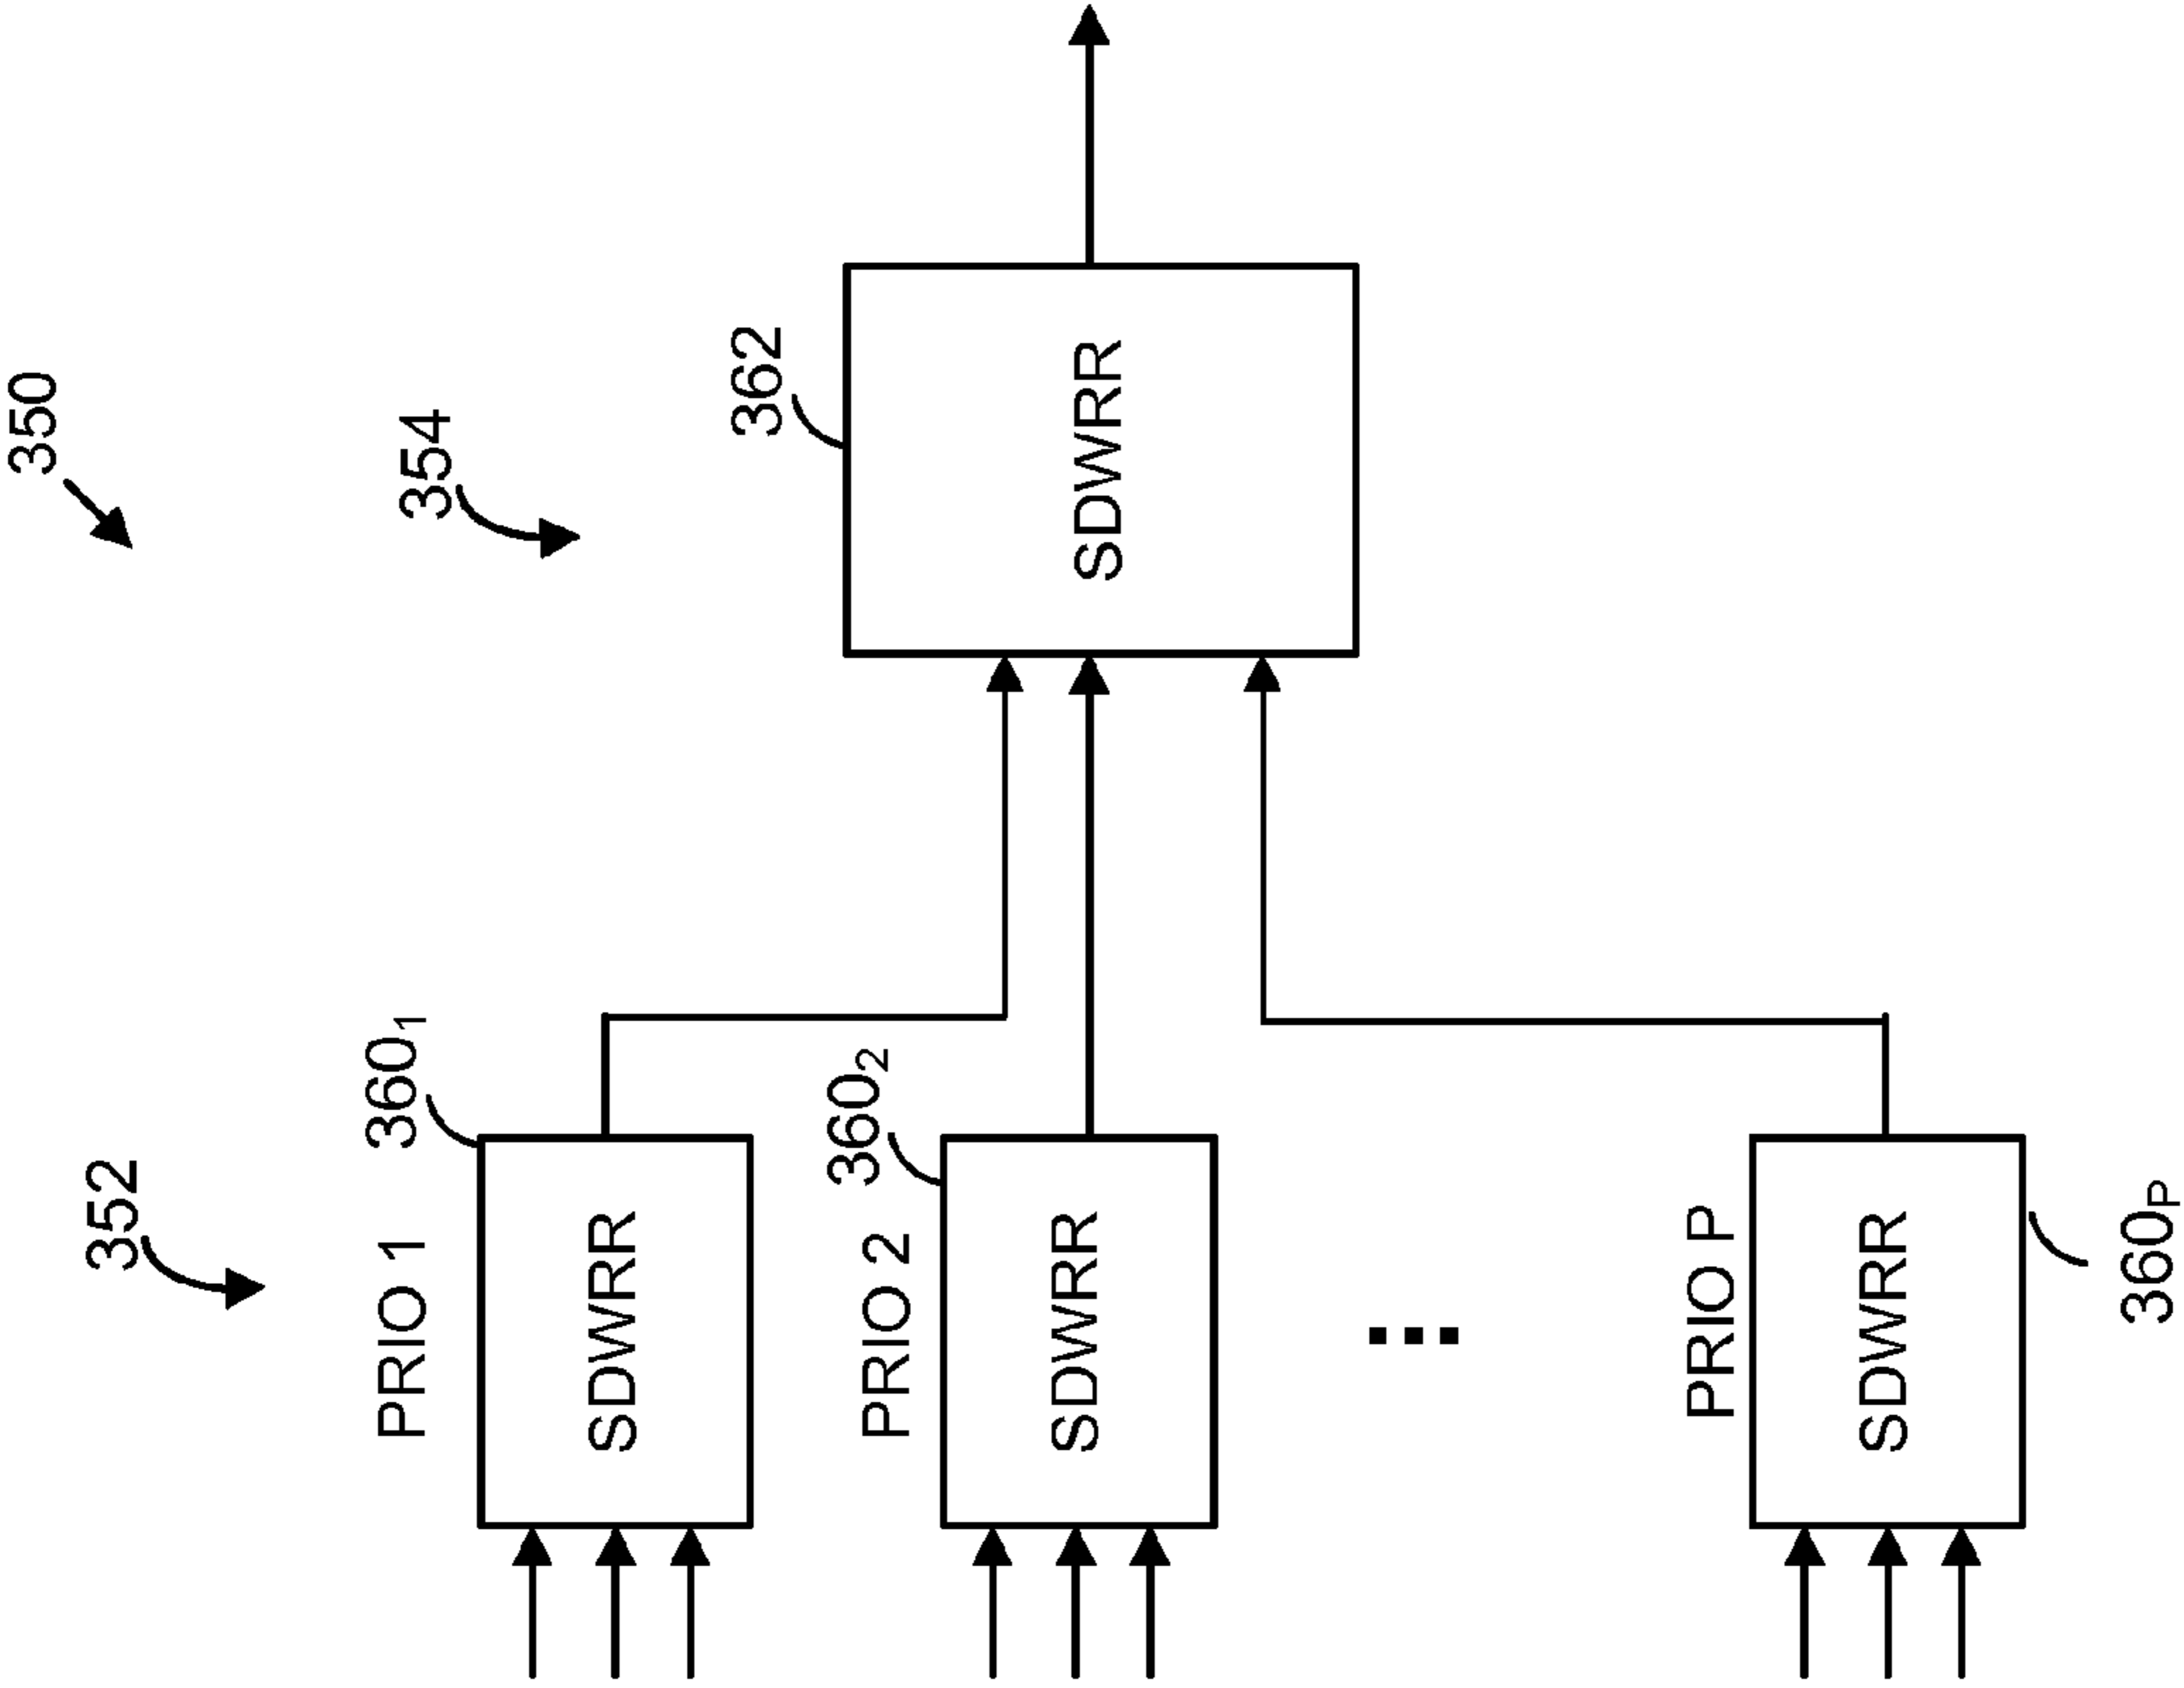 350
352
354
PRIO 1
360₁
SDWRR
PRIO 2
360₂
SDWRR
362
SDWRR
PRIO P
SDWRR
360ₚ